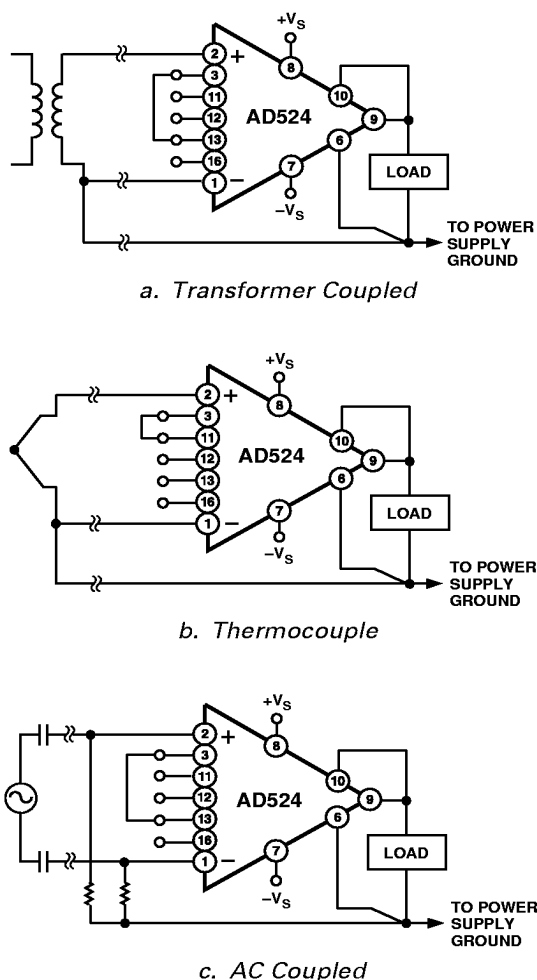 +VS
2
+
8
3
10
11
12
AD524
9
13
6
16
7
LOAD
1
−
−VS
TO POWER
SUPPLY
GROUND
a. Transformer Coupled
+VS
2
+
8
3
11
10
12
AD524
9
13
6
16
7
LOAD
1
−
−VS
TO POWER
SUPPLY
GROUND
b. Thermocouple
+VS
2
+
8
3
11
10
12
AD524
9
13
6
16
7
LOAD
1
−
−VS
TO POWER
SUPPLY
GROUND
c. AC Coupled